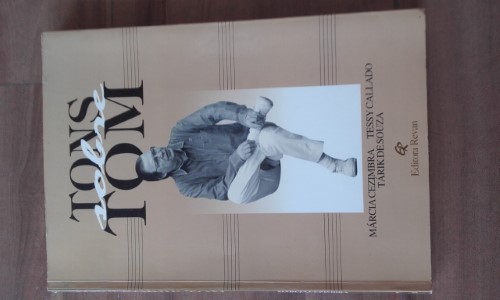 TONS
sobre
TOM
MÁRCIA CEZIMBRA TESSY CALLADO
TÁRIK DE SOUZA
Editora Revan